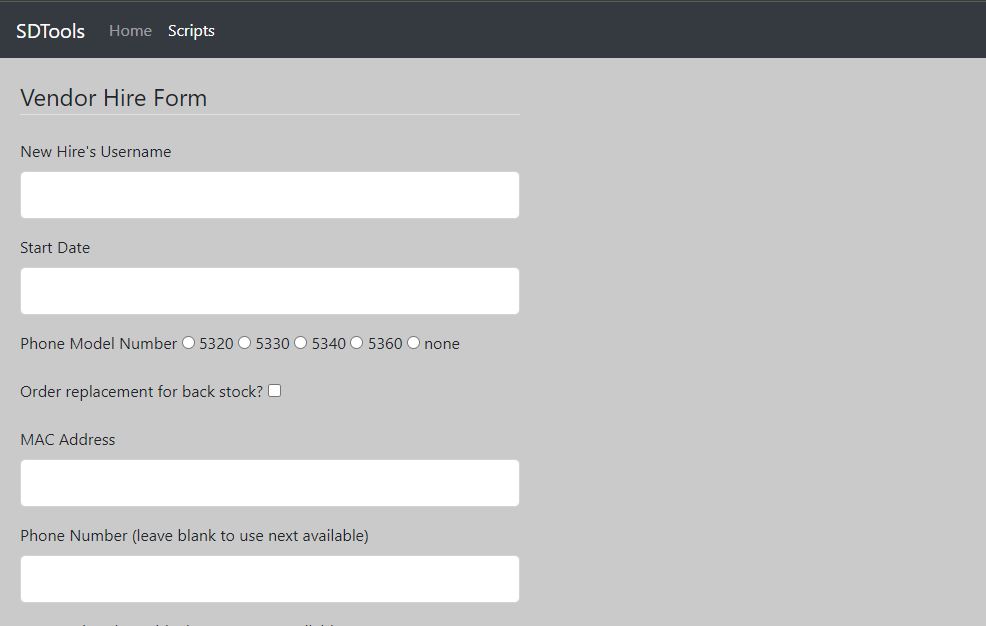 SDTools Home Scripts
Vendor Hire Form
New Hire's Username
Start Date
Phone Model Number 5320 5330 5340 5360 none
Order replacement for back stock?
MAC Address
Phone Number (leave blank to use next available)